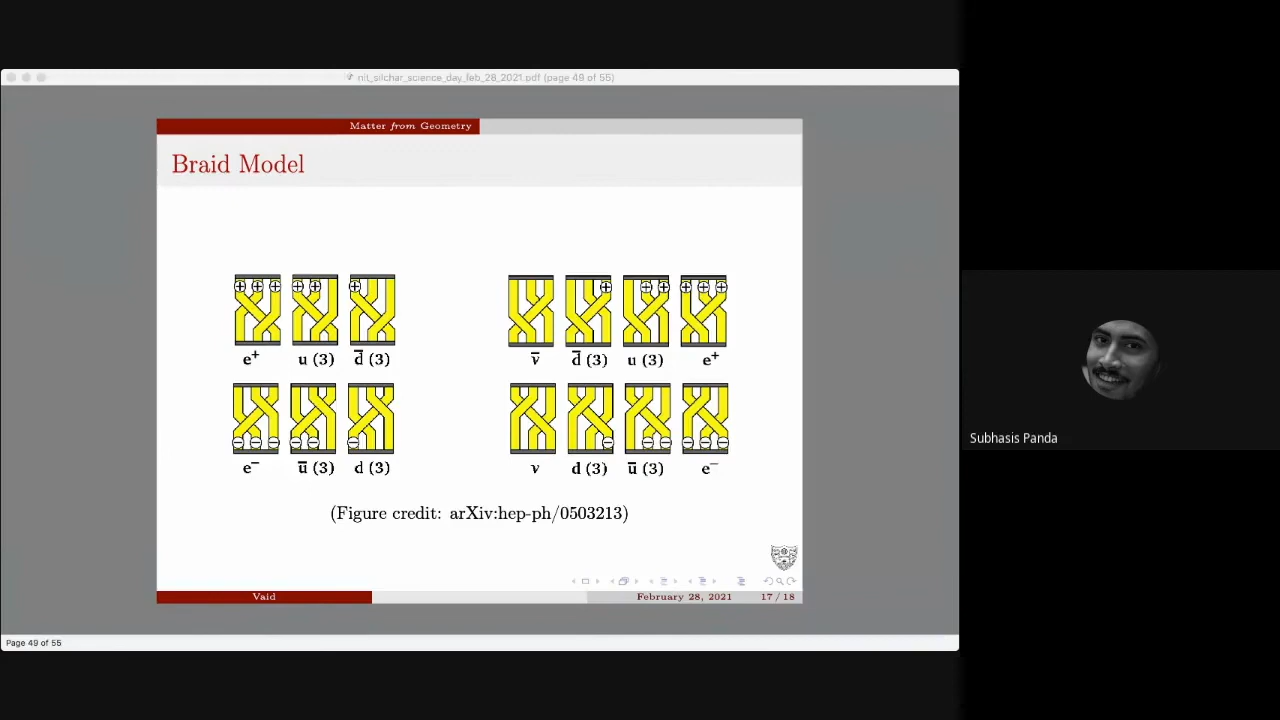 nit_silchar_science_day_feb_28_2021.pdf (page 49 of 55)
Matter from Geometry
Braid Model
e⁺ u (3) d̅ (3)
ν̅ d̅ (3) u (3) e⁺
e⁻ u̅ (3) d (3)
ν d (3) u̅ (3) e⁻
(Figure credit: arXiv:hep-ph/0503213)
Vaid February 28, 2021 17 / 18
Page 49 of 55
Subhasis Panda